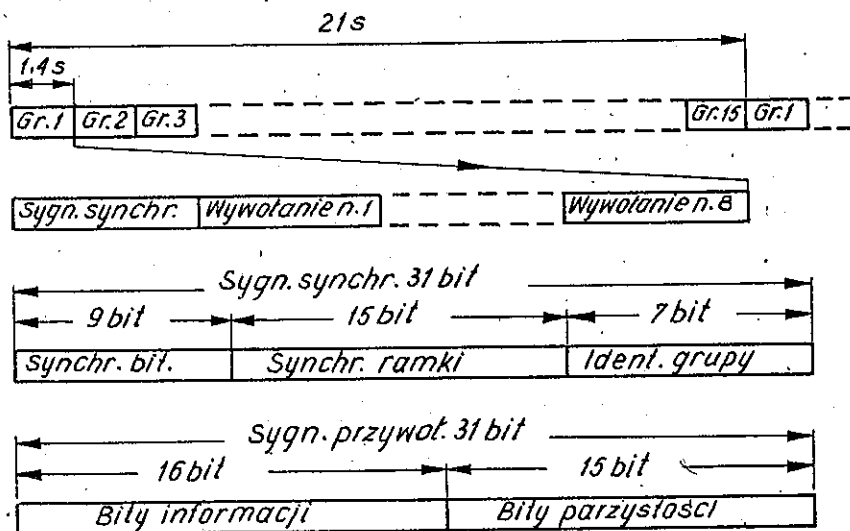 21 s
1,4 s
Gr. 1 Gr. 2 Gr. 3 Gr. 15 Gr. 1
Sygn. synchr. Wywołanie n. 1 Wywołanie n. 8
Sygn. synchr. 31 bit
9 bit 15 bit 7 bit
Synchr. bit. Synchr. ramki Ident. grupy
Sygn. przywoł. 31 bit
16 bit 15 bit
Bity informacji Bity parzystości